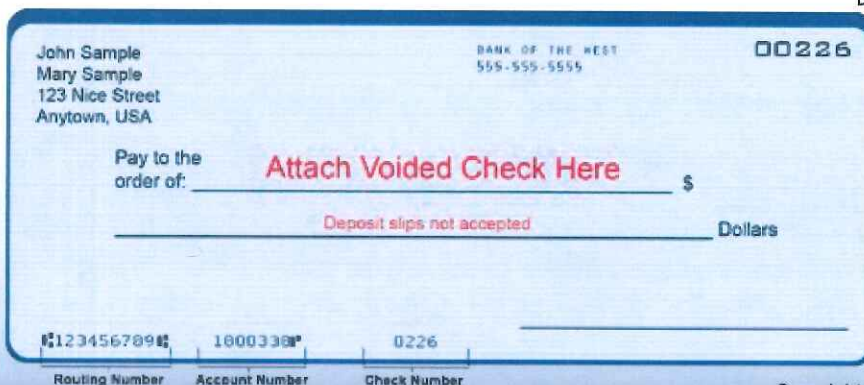 John Sample
Mary Sample
123 Nice Street
Anytown, USA
BANK OF THE WEST
555-555-5555
00226
Pay to the
order of:
Attach Voided Check Here
$
Deposit slips not accepted
Dollars
⑆123456789⑆ 1000338⑈ 0226
Routing Number Account Number Check Number